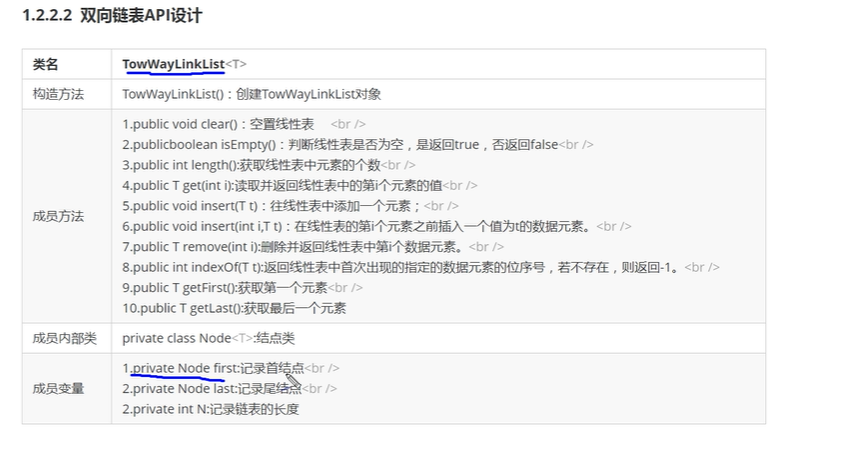 1.2.2.2 双向链表API设计
类名 TowWayLinkList<T>
构造方法 TowWayLinkList()：创建TowWayLinkList对象
成员方法
1.public void clear()：空置线性表 <br />
2.publicboolean isEmpty()：判断线性表是否为空，是返回true，否返回false<br />
3.public int length():获取线性表中元素的个数<br />
4.public T get(int i):读取并返回线性表中的第i个元素的值<br />
5.public void insert(T t)：往线性表中添加一个元素；<br />
6.public void insert(int i,T t)：在线性表的第i个元素之前插入一个值为t的数据元素。<br />
7.public T remove(int i):删除并返回线性表中第i个数据元素。<br />
8.public int indexOf(T t):返回线性表中首次出现的指定的数据元素的位序号，若不存在，则返回-1。<br />
9.public T getFirst():获取第一个元素<br />
10.public T getLast():获取最后一个元素
成员内部类 private class Node<T>:结点类
成员变量
1.private Node first:记录首结点<br />
2.private Node last:记录尾结点<br />
2.private int N:记录链表的长度